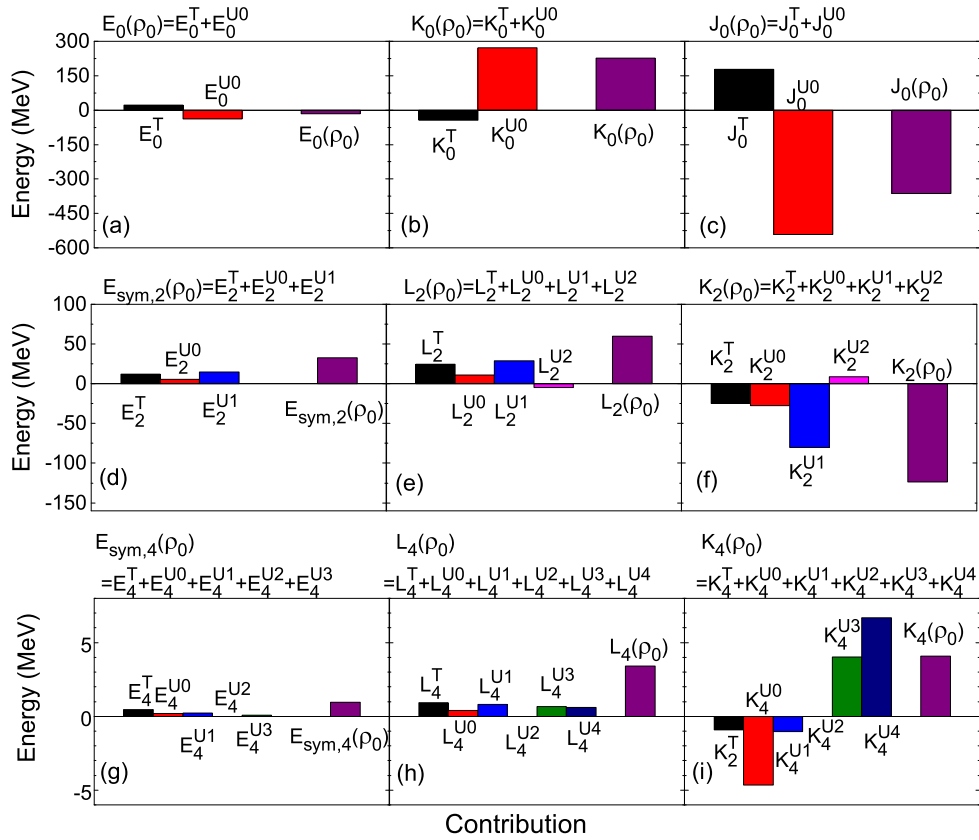 E₀(ρ₀)=E₀ᵀ+E₀ᵁ⁰
K₀(ρ₀)=K₀ᵀ+K₀ᵁ⁰
J₀(ρ₀)=J₀ᵀ+J₀ᵁ⁰
Energy (MeV)
300
150
0
-150
-300
-450
-600
E₀ᵀ
E₀ᵁ⁰
E₀(ρ₀)
(a)
K₀ᵀ
K₀ᵁ⁰
K₀(ρ₀)
(b)
J₀ᵀ
J₀ᵁ⁰
J₀(ρ₀)
(c)
E_sym,2(ρ₀)=E₂ᵀ+E₂ᵁ⁰+E₂ᵁ¹
L₂(ρ₀)=L₂ᵀ+L₂ᵁ⁰+L₂ᵁ¹+L₂ᵁ²
K₂(ρ₀)=K₂ᵀ+K₂ᵁ⁰+K₂ᵁ¹+K₂ᵁ²
Energy (MeV)
100
50
0
-50
-100
-150
E₂ᵀ
E₂ᵁ⁰
E₂ᵁ¹
E_sym,2(ρ₀)
(d)
L₂ᵀ
L₂ᵁ⁰
L₂ᵁ¹
L₂ᵁ²
L₂(ρ₀)
(e)
K₂ᵀ
K₂ᵁ⁰
K₂ᵁ¹
K₂ᵁ²
K₂(ρ₀)
(f)
E_sym,4(ρ₀)
=E₄ᵀ+E₄ᵁ⁰+E₄ᵁ¹+E₄ᵁ²+E₄ᵁ³
L₄(ρ₀)
=L₄ᵀ+L₄ᵁ⁰+L₄ᵁ¹+L₄ᵁ²+L₄ᵁ³+L₄ᵁ⁴
K₄(ρ₀)
=K₄ᵀ+K₄ᵁ⁰+K₄ᵁ¹+K₄ᵁ²+K₄ᵁ³+K₄ᵁ⁴
Energy (MeV)
5
0
-5
E₄ᵀ
E₄ᵁ⁰
E₄ᵁ¹
E₄ᵁ²
E₄ᵁ³
E_sym,4(ρ₀)
(g)
L₄ᵀ
L₄ᵁ⁰
L₄ᵁ¹
L₄ᵁ²
L₄ᵁ³
L₄ᵁ⁴
L₄(ρ₀)
(h)
K₂ᵀ
K₄ᵁ⁰
K₄ᵁ¹
K₄ᵁ²
K₄ᵁ³
K₄ᵁ⁴
K₄(ρ₀)
(i)
Contribution